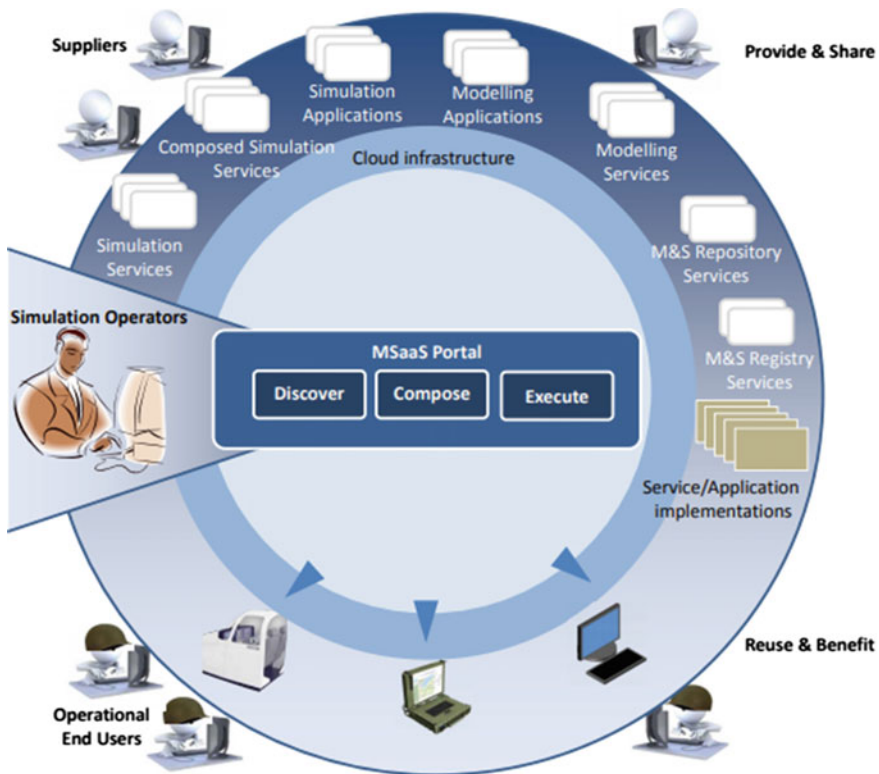 Suppliers
Provide & Share
Simulation
Applications
Modelling
Applications
Composed Simulation
Services
Cloud infrastructure
Modelling
Services
Simulation
Services
M&S Repository
Services
Simulation Operators
MSaaS Portal
Discover
Compose
Execute
M&S Registry
Services
Service/Application
implementations
Reuse & Benefit
Operational
End Users